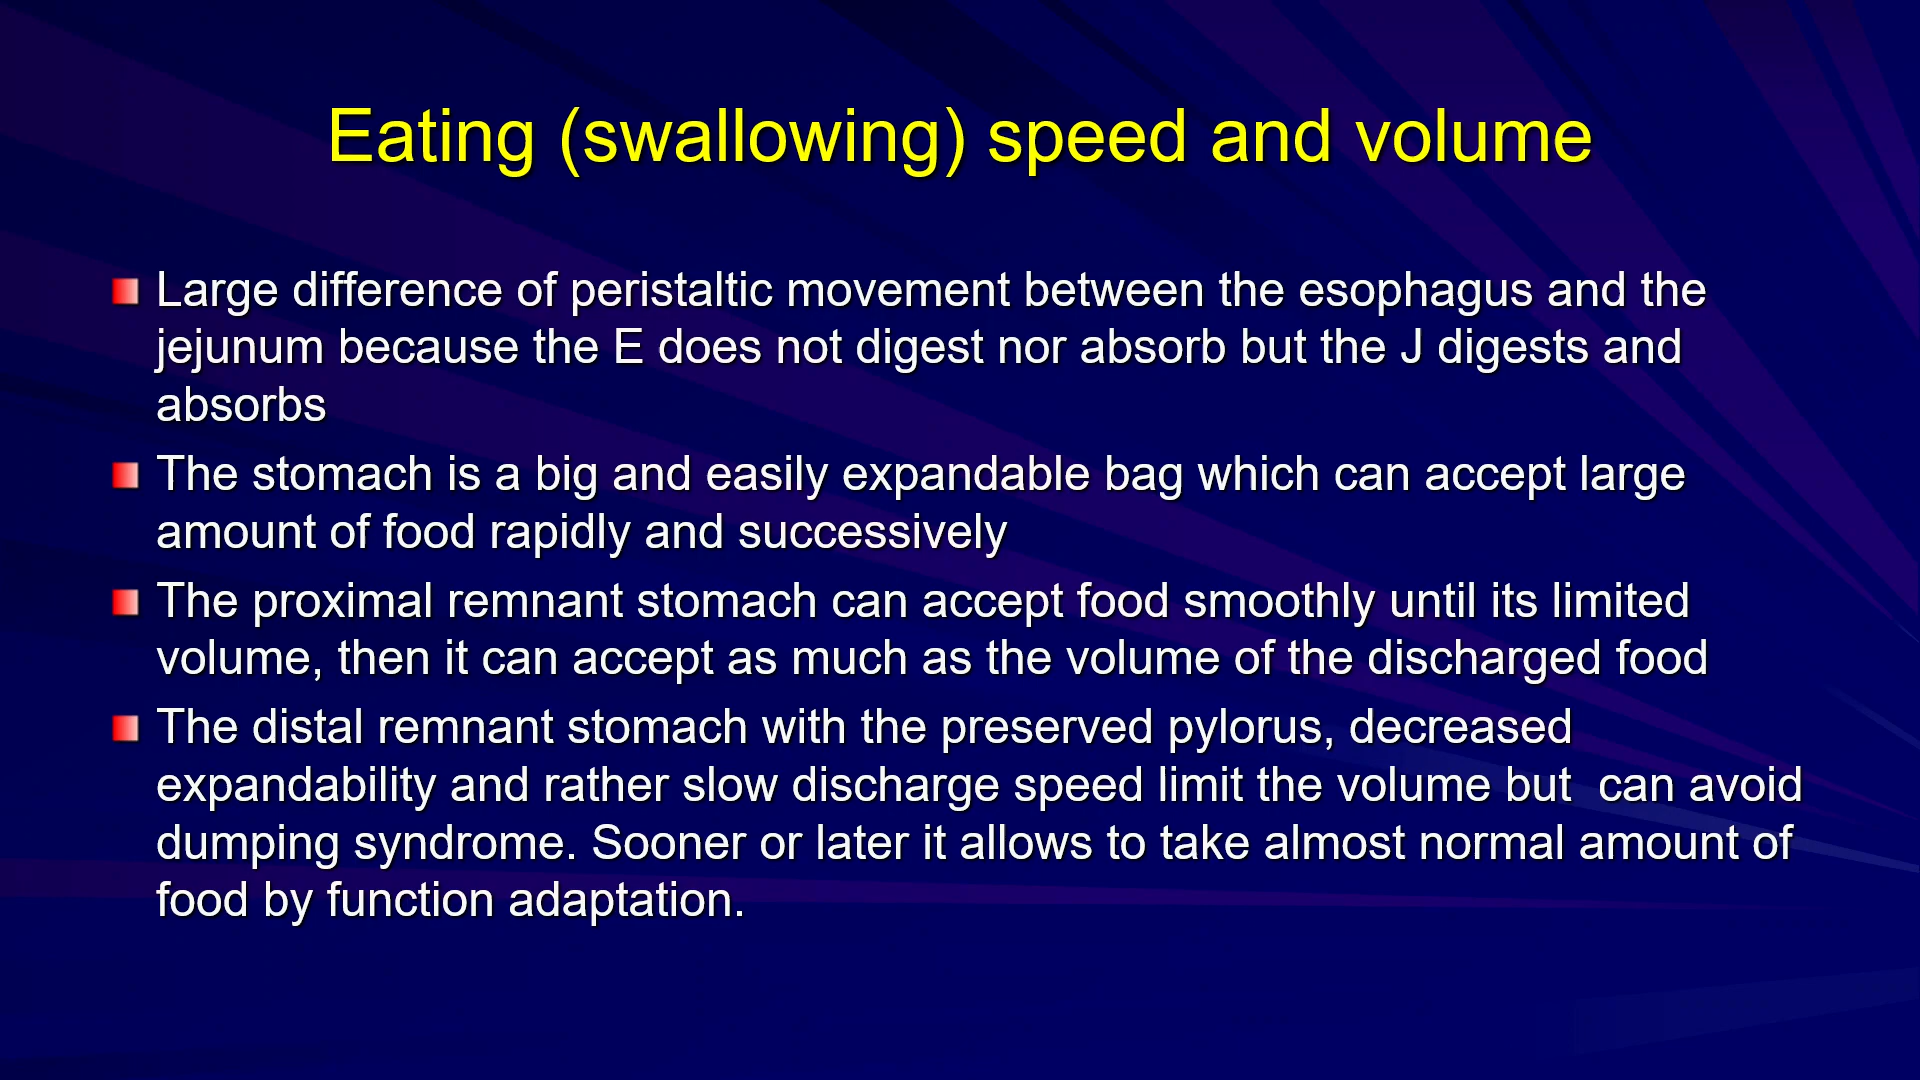 Eating (swallowing) speed and volume
Large difference of peristaltic movement between the esophagus and the
jejunum because the E does not digest nor absorb but the J digests and
absorbs
The stomach is a big and easily expandable bag which can accept large
amount of food rapidly and successively
The proximal remnant stomach can accept food smoothly until its limited
volume, then it can accept as much as the volume of the discharged food
The distal remnant stomach with the preserved pylorus, decreased
expandability and rather slow discharge speed limit the volume but  can avoid
dumping syndrome. Sooner or later it allows to take almost normal amount of
food by function adaptation.